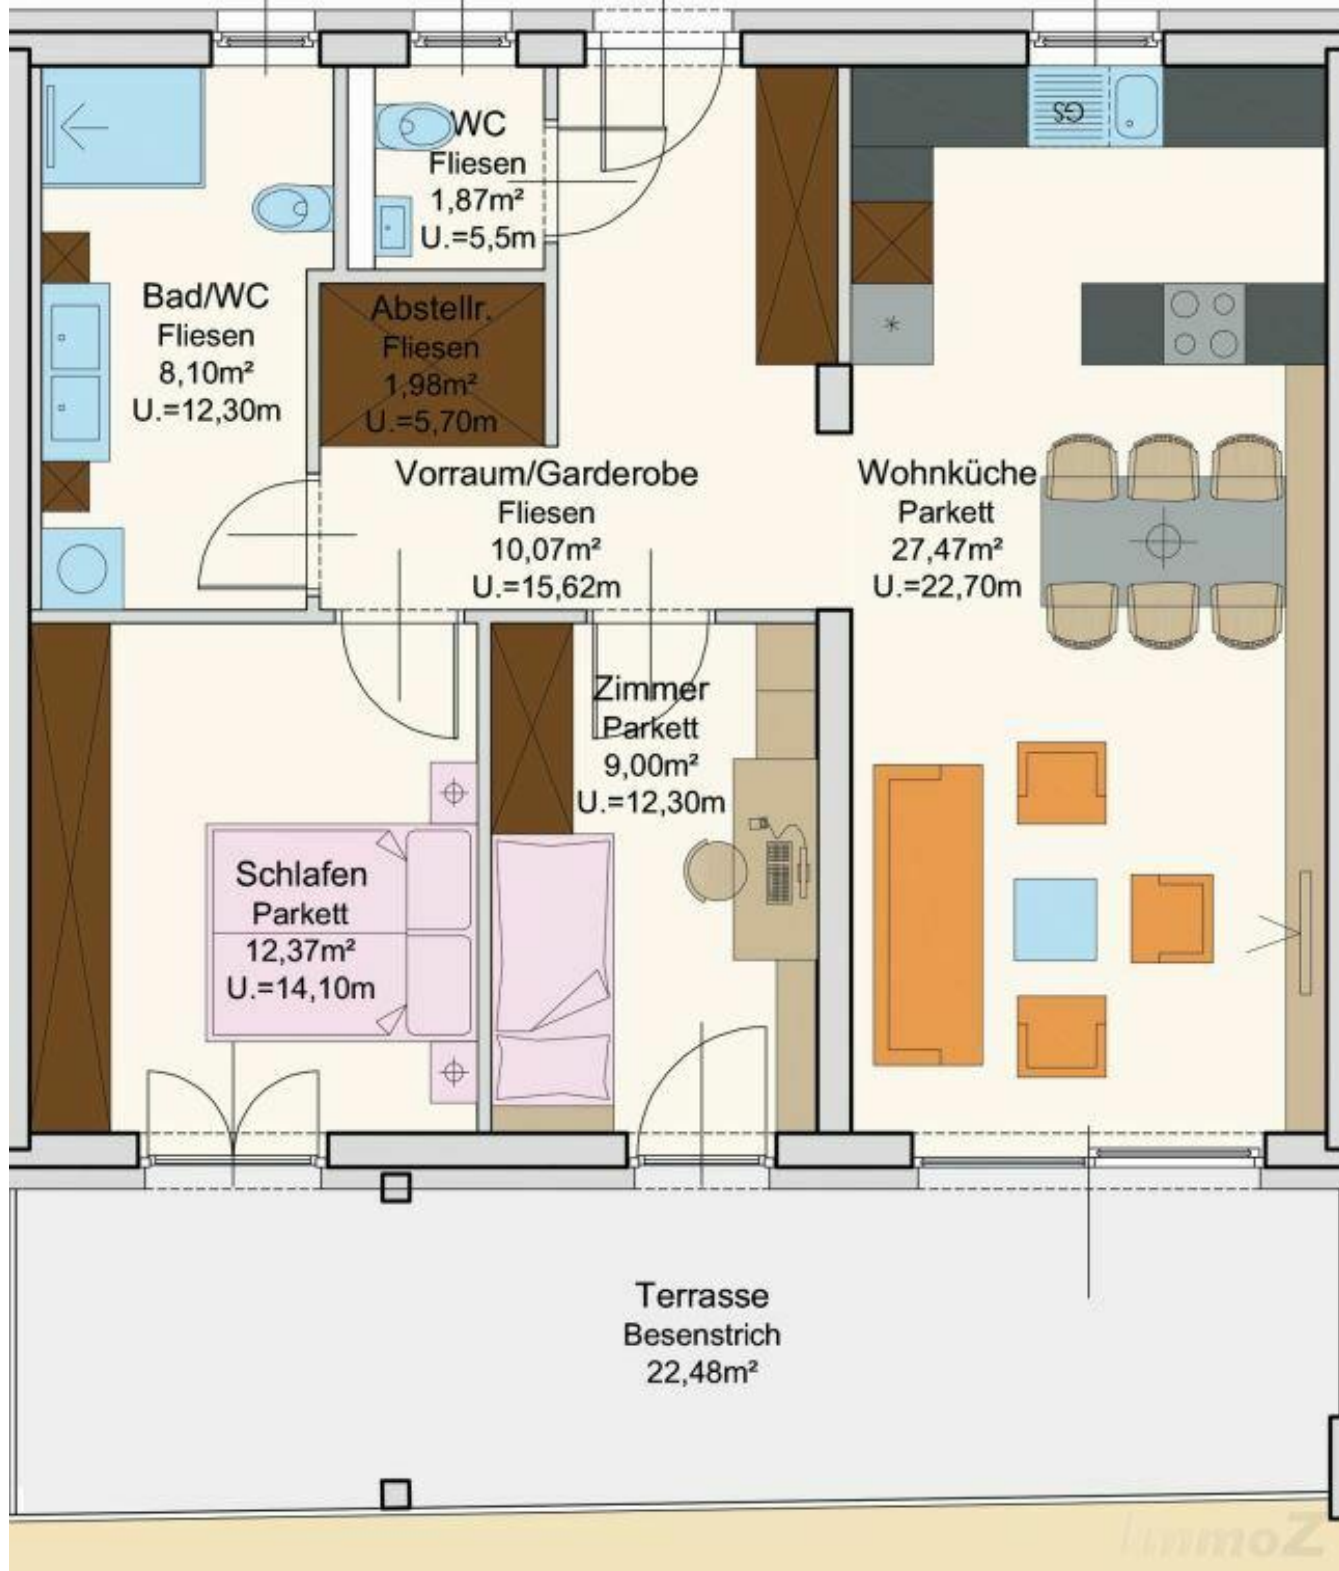 WC
Fliesen
1,87m²
U.=5,5m
GS
Bad/WC
Fliesen
8,10m²
U.=12,30m
Abstellr.
Fliesen
1,98m²
U.=5,70m
*
Vorraum/Garderobe
Fliesen
10,07m²
U.=15,62m
Wohnküche
Parkett
27,47m²
U.=22,70m
Zimmer
Parkett
9,00m²
U.=12,30m
Schlafen
Parkett
12,37m²
U.=14,10m
Terrasse
Besenstrich
22,48m²
ImmoZ